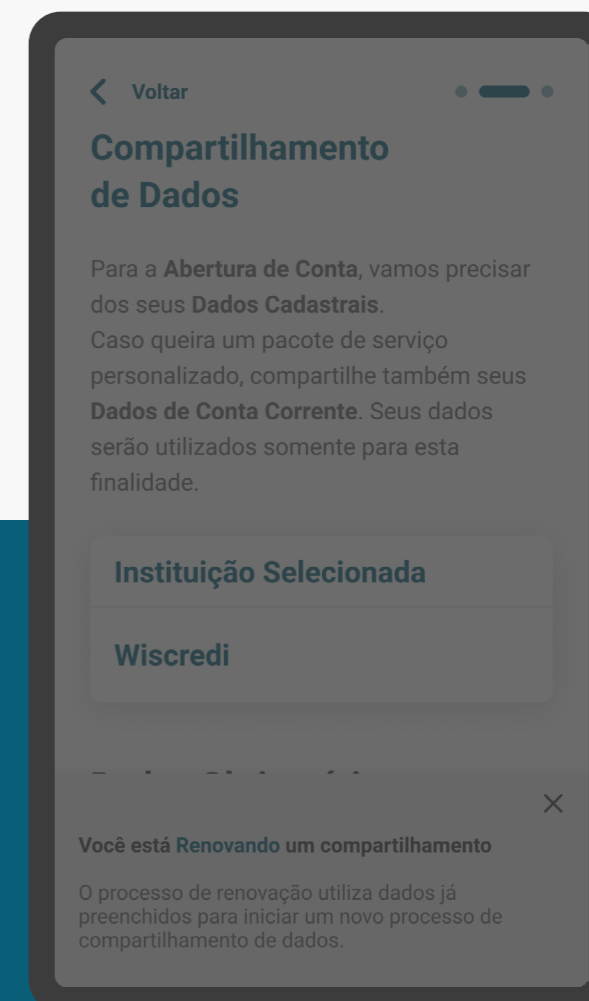 Voltar
Compartilhamento
de Dados
Para a Abertura de Conta, vamos precisar
dos seus Dados Cadastrais.
Caso queira um pacote de serviço
personalizado, compartilhe também seus
Dados de Conta Corrente. Seus dados
serão utilizados somente para esta
finalidade.
Instituição Selecionada
Wiscredi
Você está Renovando um compartilhamento
O processo de renovação utiliza dados já
preenchidos para iniciar um novo processo de
compartilhamento de dados.